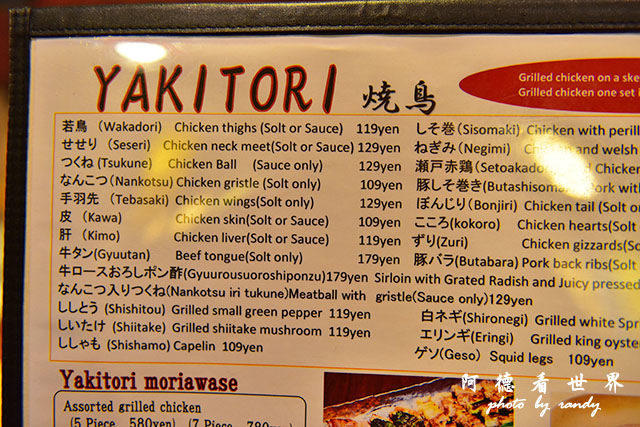 YAKITORI 焼鳥
Grilled chicken on a ske
Grilled chicken one set i
若鳥 (Wakadori) Chicken thighs(Solt or Sauce) 119yen
せせり (Seseri) Chicken neck meet(Solt or Sauce) 129yen
つくね (Tsukune) Chicken Ball (Sauce only) 129yen
なんこつ(Nankotsu) Chicken gristle (Solt only) 109yen
手羽先 (Tebasaki) Chicken wings(Solt only) 129yen
皮 (Kawa) Chicken skin(Solt or Sauce) 109yen
肝 (Kimo) Chicken liver(Solt or Sauce) 119yen
牛タン(Gyuutan) Beef tongue(Solt only) 179yen
しそ巻(Sisomaki) Chicken with perill
ねぎみ(Negimi) and welsh
瀬戸赤鶏(Setoakado Chicken
豚しそ巻き(Butashisom Pork with
ぼんじり(Bonjiri) Chicken tail (Solt or
こころ(kokoro) Chicken hearts(Solt o
ずり(Zuri) Chicken gizzards(So
豚バラ(Butabara) Pork back ribs(Solt
牛ロースおろしポン酢(Gyuurousuoroshiponzu)179yen Sirloin with Grated Radish and Juicy pressed
なんこつ入りつくね(Nankotsu iri tukune)Meatball with gristle(Sauce only)129yen
ししとう (Shishitou) Grilled small green pepper 119yen
しいたけ (Shiitake) Grilled shiitake mushroom 119yen
ししゃも(Shishamo) Capelin 109yen
白ネギ(Shironegi) Grilled white Spr
エリンギ(Eringi) Grilled king oyste
ゲソ(Geso) Squid legs 109yen
Yakitori moriawase
Assorted grilled chicken
(5 Piece 580yen) (7 Piece 780yen)
阿德看世界
photo by randy